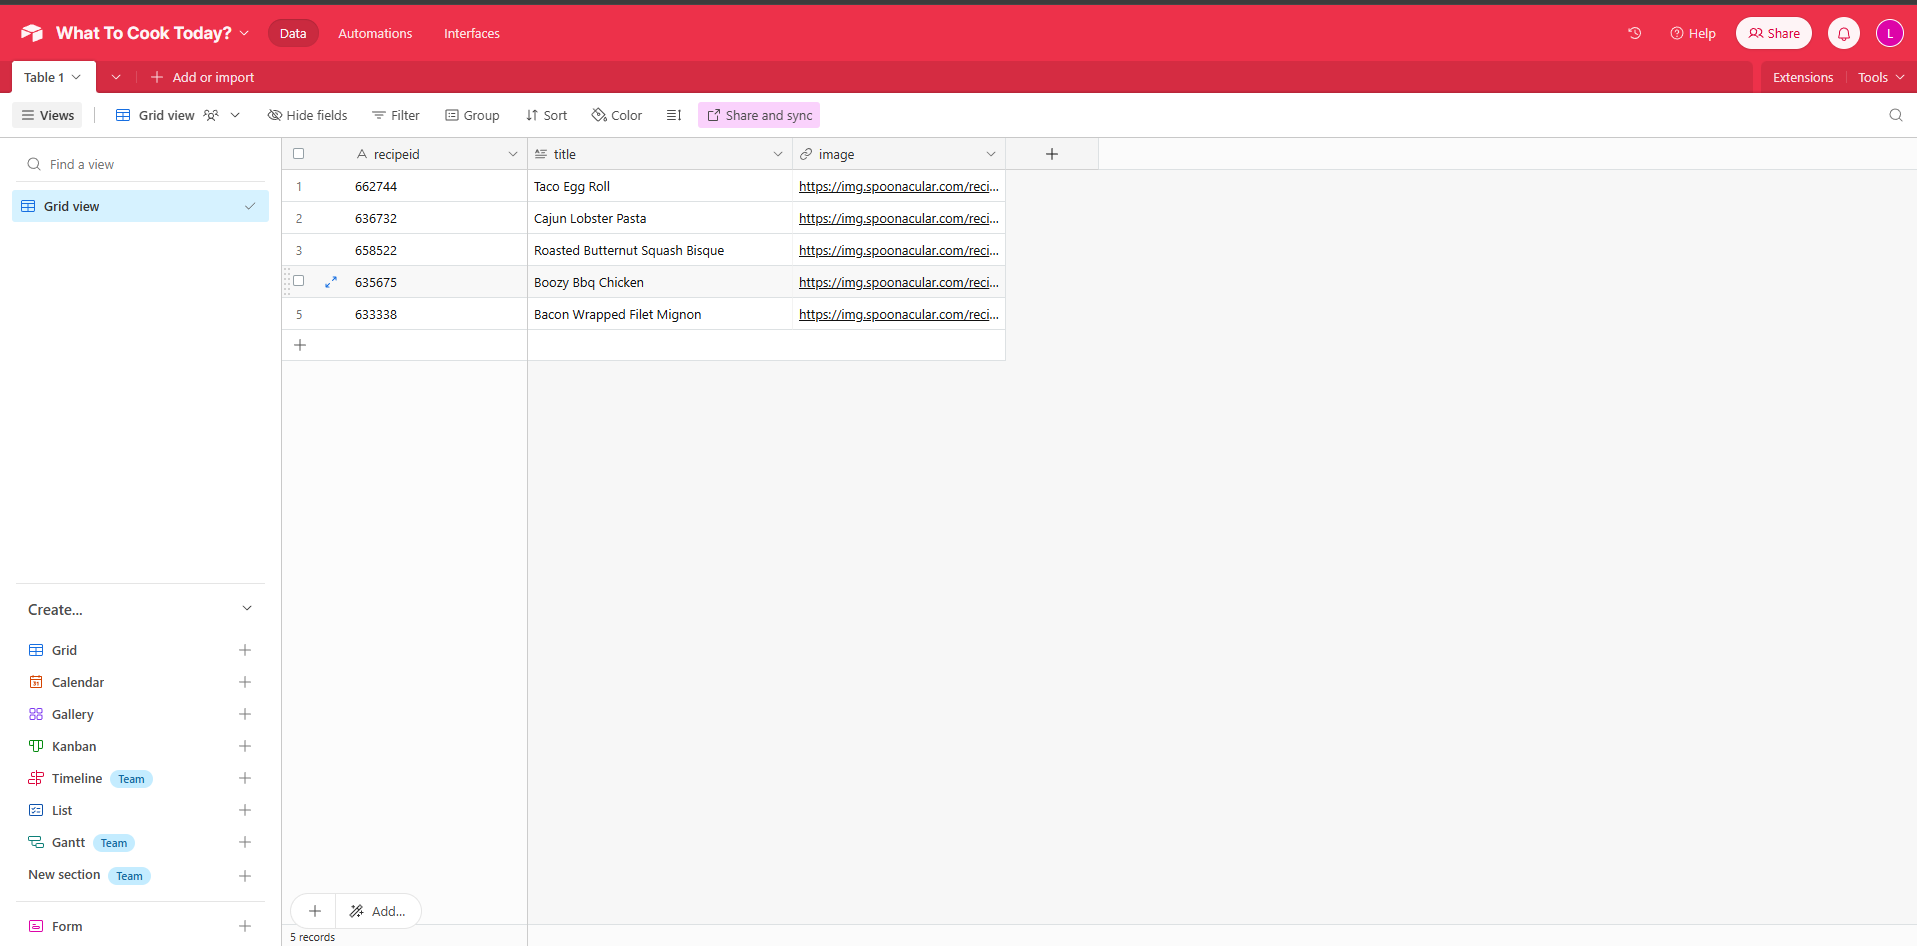 What To Cook Today?
Data
Automations
Interfaces
Help
Share
L
Table 1
Add or import
Extensions
Tools
Views
Grid view
Hide fields
Filter
Group
Sort
Color
Share and sync
Find a view
Grid view
recipeid title image
1 662744 Taco Egg Roll https://img.spoonacular.com/reci...
2 636732 Cajun Lobster Pasta https://img.spoonacular.com/reci...
3 658522 Roasted Butternut Squash Bisque https://img.spoonacular.com/reci...
635675 Boozy Bbq Chicken https://img.spoonacular.com/reci...
5 633338 Bacon Wrapped Filet Mignon https://img.spoonacular.com/reci...
Create...
Grid
Calendar
Gallery
Kanban
Timeline Team
List
Gantt Team
New section Team
Form
Add...
5 records